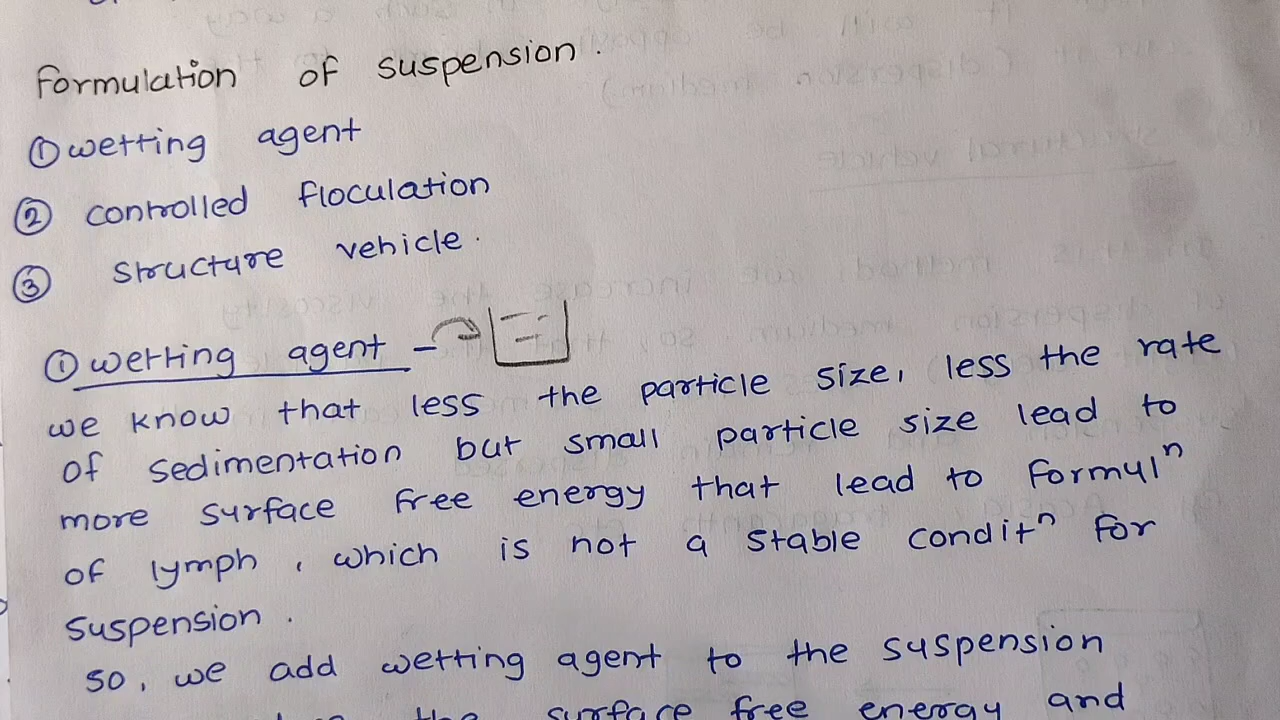 Formulation of suspension.
① wetting agent
② controlled floculation
③ structure vehicle.
① wetting agent –
we know that less the particle size, less the rate
of sedimentation but small particle size lead to
more surface free energy that lead to formulⁿ
of lymph, which is not a stable conditⁿ for
suspension.
so, we add wetting agent to the suspension
the surface free energy and